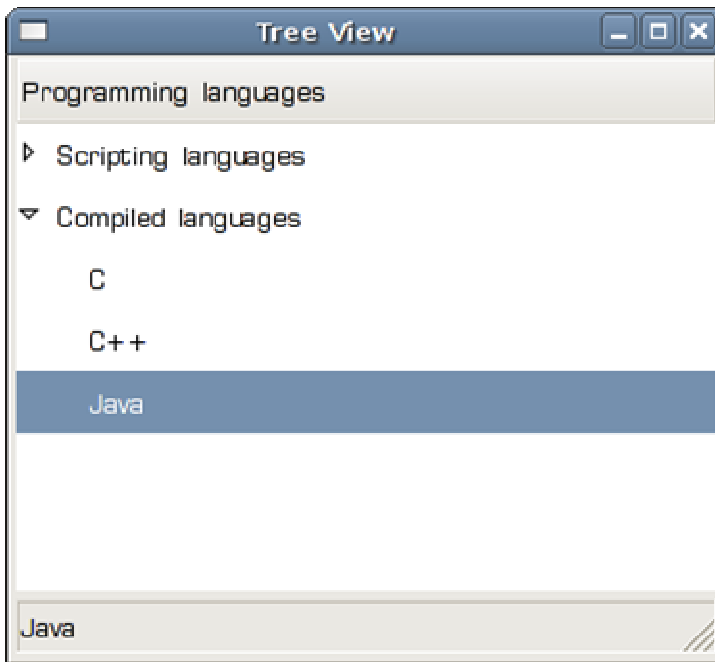 Tree View
Programming languages
Scripting languages
Compiled languages
C
C++
Java
Java